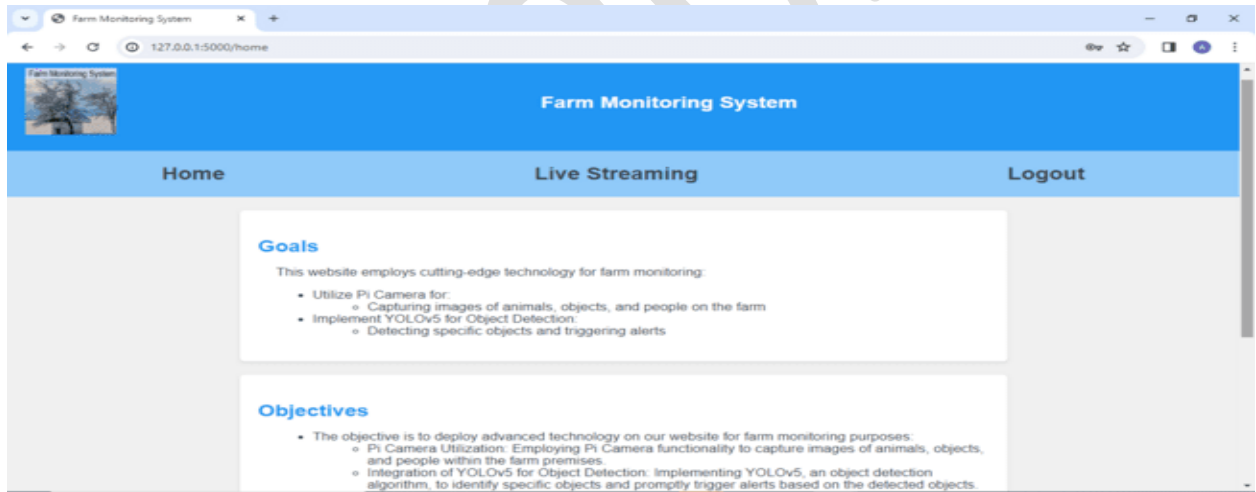 Farm Monitoring System
127.0.0.1:5000/home
Farm Monitoring System
Farm Monitoring System
Home
Live Streaming
Logout
Goals
This website employs cutting-edge technology for farm monitoring:
• Utilize Pi Camera for:
◦ Capturing images of animals, objects, and people on the farm
• Implement YOLOv5 for Object Detection:
◦ Detecting specific objects and triggering alerts
Objectives
• The objective is to deploy advanced technology on our website for farm monitoring purposes:
◦ Pi Camera Utilization: Employing Pi Camera functionality to capture images of animals, objects,
and people within the farm premises.
◦ Integration of YOLOv5 for Object Detection: Implementing YOLOv5, an object detection
algorithm, to identify specific objects and promptly trigger alerts based on the detected objects.